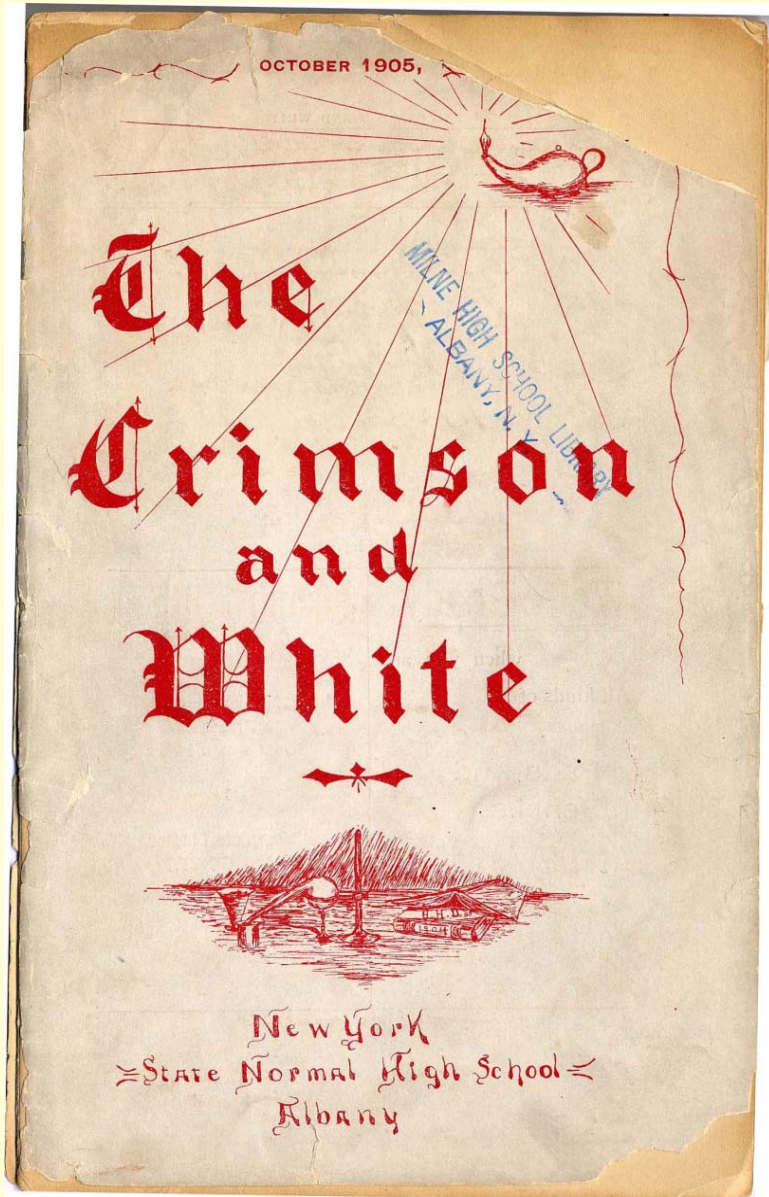 OCTOBER 1905,
The
MILNE HIGH SCHOOL LIBRARY
ALBANY, N. Y.
Crimson
and
White
New York
State Normal High School
Albany